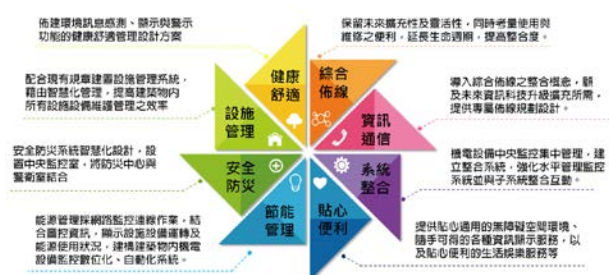 佈建環境訊息感測、顯示與警示
功能的健康舒適管理設計方案
保留未來擴充性及靈活性，同時考量使用與
維修之便利，延長生命週期，提高整合度。
健康
舒適
綜合
佈線
配合現有規章建置設施管理系統，
藉由智慧化管理，提高建築物內
所有設施設備維護管理之效率
設施
管理
資訊
通信
導入綜合佈線之整合概念，顧
及未來資訊科技升級擴充所需，
提供專屬佈線規劃設計。
安全防災系統智慧化設計，設
置中央監控室，將防災中心與
警衛室結合
安全
防災
系統
整合
機電設備中央監控集中管理，建
立整合系統，強化水平管理監控
系統並與子系統整合互動。
節能
管理
貼心
便利
能源管理採網路監控連線作業，結
合圖控資訊，顯示設施設備運轉及
能源使用狀況，建構建築物內機電
設備監控數位化、自動化系統。
提供貼心適用的無障礙空間環境、
隨手可得的各種資訊顯示服務，以
及貼心便利的生活娛樂服務等